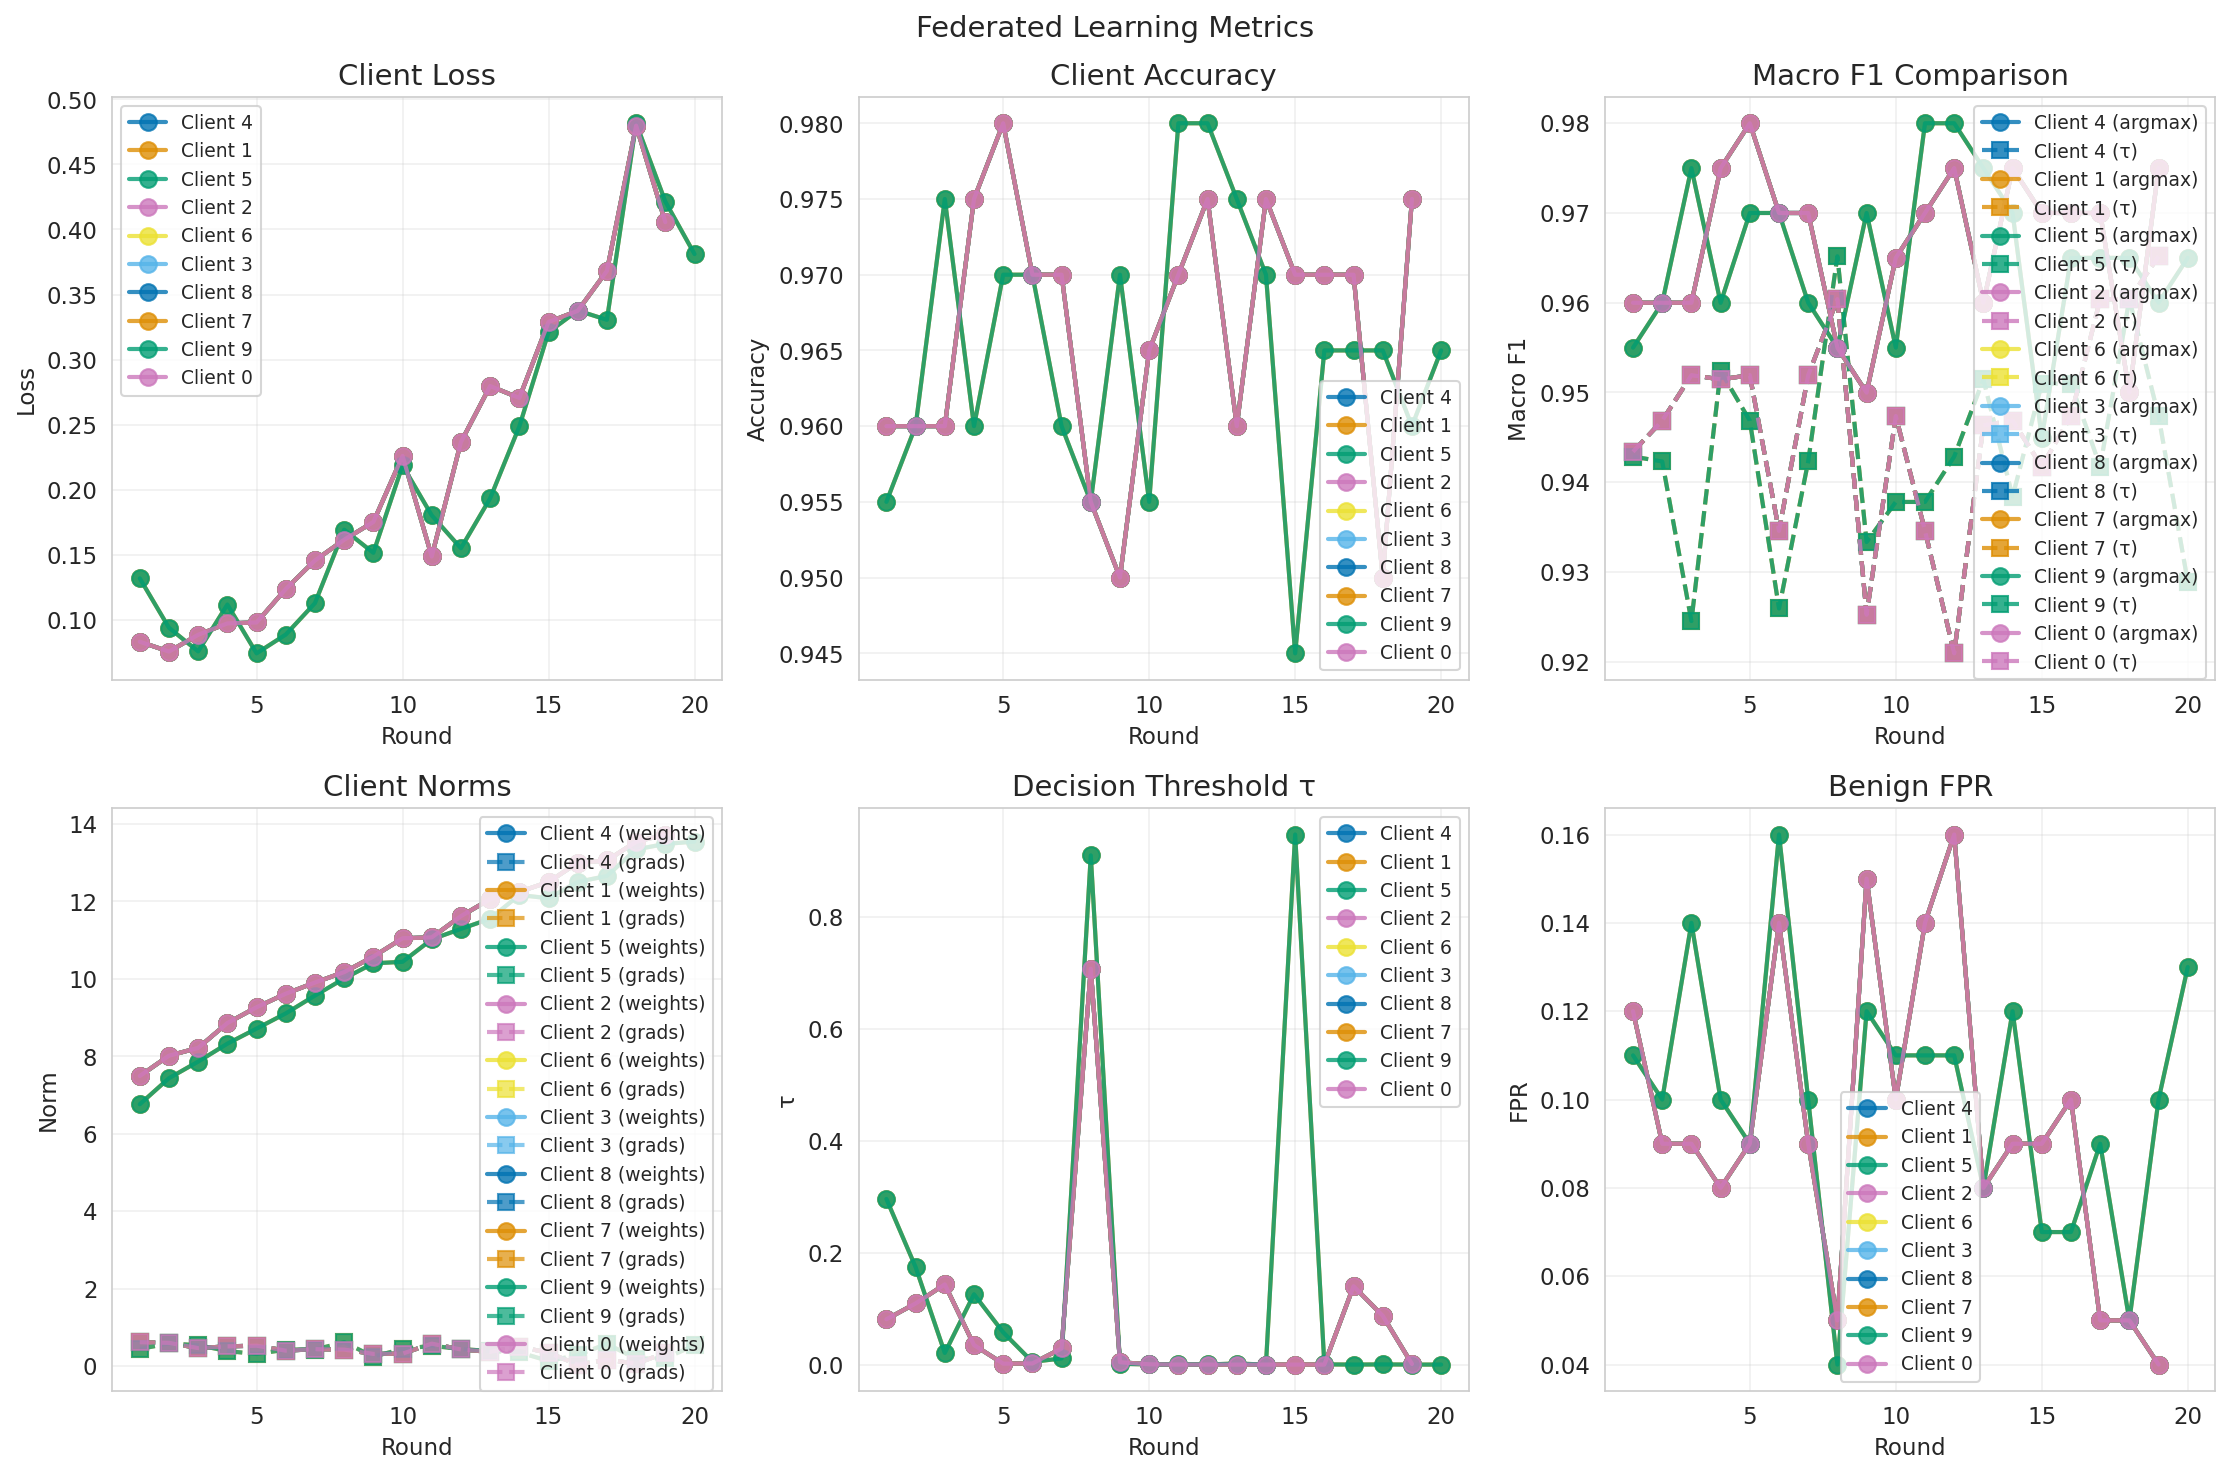 Federated Learning Metrics
Client Loss
Loss
0.50
0.45
0.40
0.35
0.30
0.25
0.20
0.15
0.10
Client 4
Client 1
Client 5
Client 2
Client 6
Client 3
Client 8
Client 7
Client 9
Client 0
5 10 15 20
Round
Client Accuracy
Accuracy
0.980
0.975
0.970
0.965
0.960
0.955
0.950
0.945
Client 4
Client 1
Client 5
Client 2
Client 6
Client 3
Client 8
Client 7
Client 9
Client 0
5 10 15 20
Round
Macro F1 Comparison
Macro F1
0.98
0.97
0.96
0.95
0.94
0.93
0.92
Client 4 (argmax)
Client 4 (τ)
Client 1 (argmax)
Client 1 (τ)
Client 5 (argmax)
Client 5 (τ)
Client 2 (argmax)
Client 2 (τ)
Client 6 (argmax)
Client 6 (τ)
Client 3 (argmax)
Client 3 (τ)
Client 8 (argmax)
Client 8 (τ)
Client 7 (argmax)
Client 7 (τ)
Client 9 (argmax)
Client 9 (τ)
Client 0 (argmax)
Client 0 (τ)
5 10 15 20
Round
Client Norms
Norm
14
12
10
8
6
4
2
0
Client 4 (weights)
Client 4 (grads)
Client 1 (weights)
Client 1 (grads)
Client 5 (weights)
Client 5 (grads)
Client 2 (weights)
Client 2 (grads)
Client 6 (weights)
Client 6 (grads)
Client 3 (weights)
Client 3 (grads)
Client 8 (weights)
Client 8 (grads)
Client 7 (weights)
Client 7 (grads)
Client 9 (weights)
Client 9 (grads)
Client 0 (weights)
Client 0 (grads)
5 10 15 20
Round
Decision Threshold τ
τ
0.8
0.6
0.4
0.2
0.0
Client 4
Client 1
Client 5
Client 2
Client 6
Client 3
Client 8
Client 7
Client 9
Client 0
5 10 15 20
Round
Benign FPR
FPR
0.16
0.14
0.12
0.10
0.08
0.06
0.04
Client 4
Client 1
Client 5
Client 2
Client 6
Client 3
Client 8
Client 7
Client 9
Client 0
5 10 15 20
Round